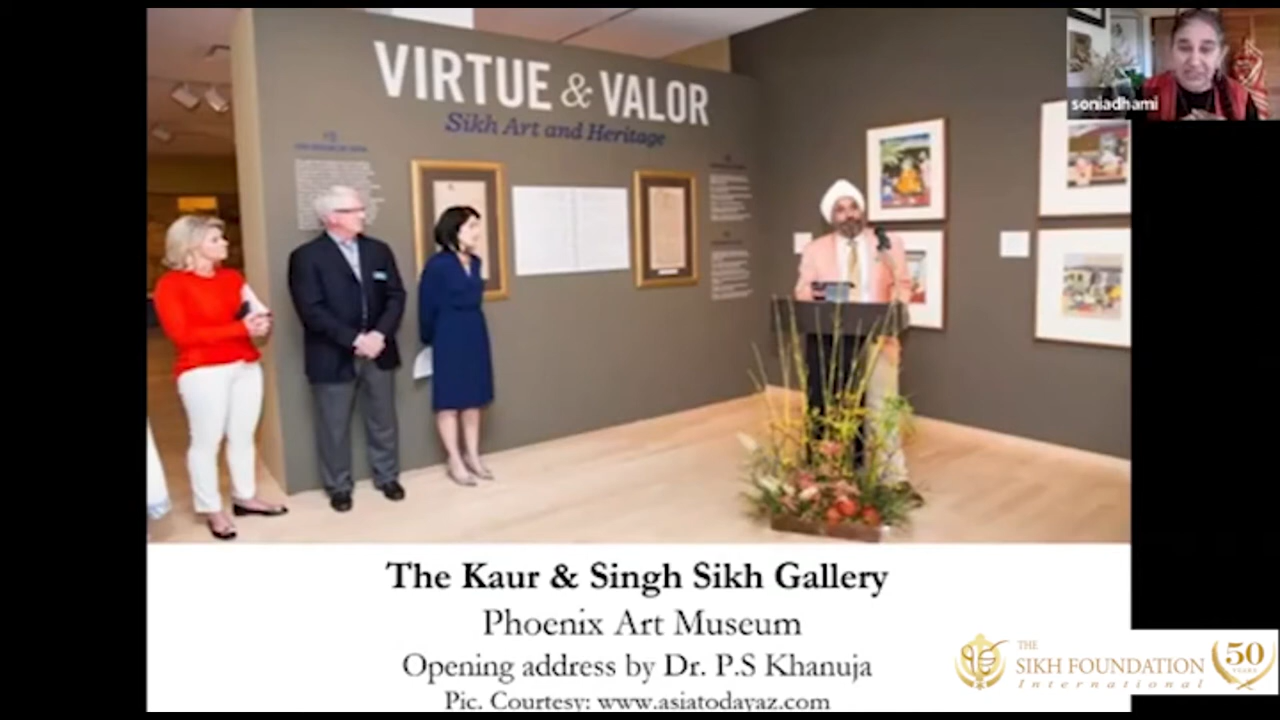 VIRTUE & VALOR
Sikh Art and Heritage
soniadhami
The Kaur & Singh Sikh Gallery
Phoenix Art Museum
Opening address by Dr. P.S Khanuja
Pic. Courtesy: www.asiatodayaz.com
THE
SIKH FOUNDATION
International
50
YEARS